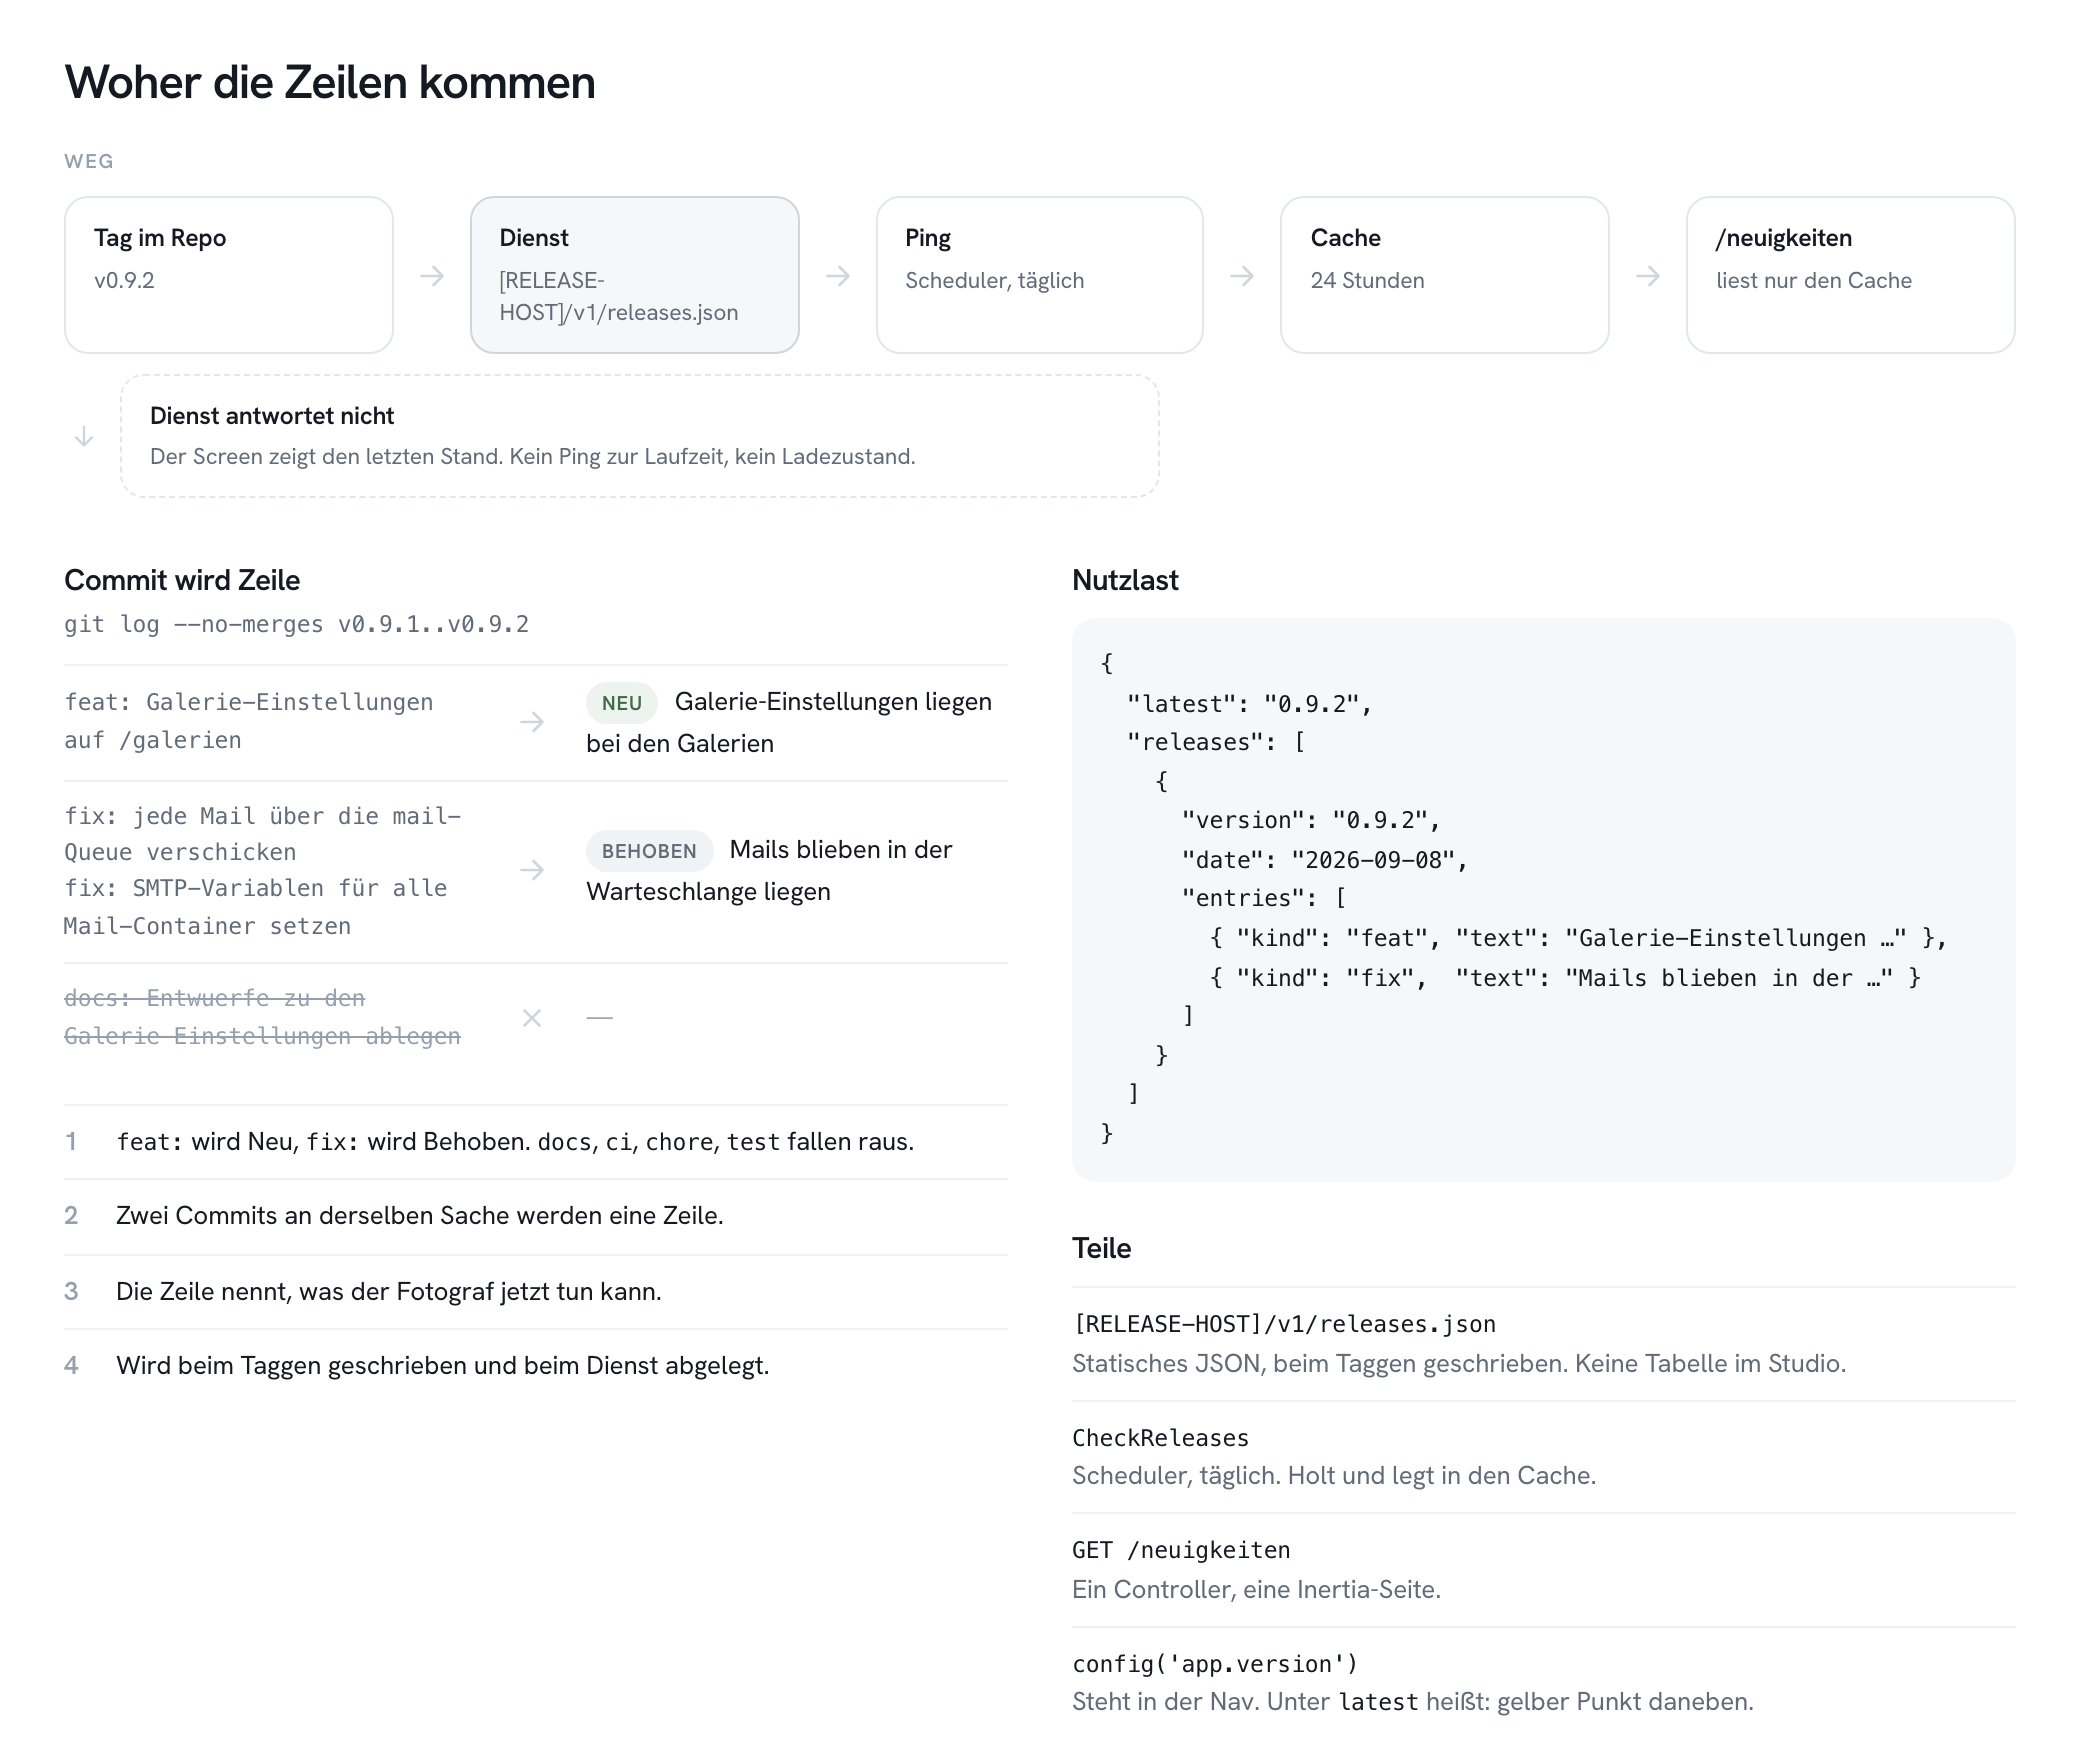 Woher die Zeilen kommen
WEG
Tag im Repo
v0.9.2
Dienst
[RELEASE-
HOST]/v1/releases.json
Ping
Scheduler, täglich
Cache
24 Stunden
/neuigkeiten
liest nur den Cache
Dienst antwortet nicht
Der Screen zeigt den letzten Stand. Kein Ping zur Laufzeit, kein Ladezustand.
Commit wird Zeile
git log --no-merges v0.9.1..v0.9.2
feat: Galerie-Einstellungen
auf /galerien
NEU Galerie-Einstellungen liegen
bei den Galerien
fix: jede Mail über die mail-
Queue verschicken
fix: SMTP-Variablen für alle
Mail-Container setzen
BEHOBEN Mails blieben in der
Warteschlange liegen
docs: Entwuerfe zu den
Galerie-Einstellungen ablegen
—
1 feat: wird Neu, fix: wird Behoben. docs, ci, chore, test fallen raus.
2 Zwei Commits an derselben Sache werden eine Zeile.
3 Die Zeile nennt, was der Fotograf jetzt tun kann.
4 Wird beim Taggen geschrieben und beim Dienst abgelegt.
Nutzlast
{
  "latest": "0.9.2",
  "releases": [
    {
      "version": "0.9.2",
      "date": "2026-09-08",
      "entries": [
        { "kind": "feat", "text": "Galerie-Einstellungen …" },
        { "kind": "fix",  "text": "Mails blieben in der …" }
      ]
    }
  ]
}
Teile
[RELEASE-HOST]/v1/releases.json
Statisches JSON, beim Taggen geschrieben. Keine Tabelle im Studio.
CheckReleases
Scheduler, täglich. Holt und legt in den Cache.
GET /neuigkeiten
Ein Controller, eine Inertia-Seite.
config('app.version')
Steht in der Nav. Unter latest heißt: gelber Punkt daneben.